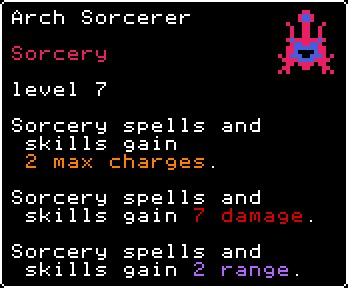 Arch Sorcerer
Sorcery
level 7
Sorcery spells and
skills gain
2 max charges.
Sorcery spells and
skills gain 7 damage.
Sorcery spells and
skills gain 2 range.